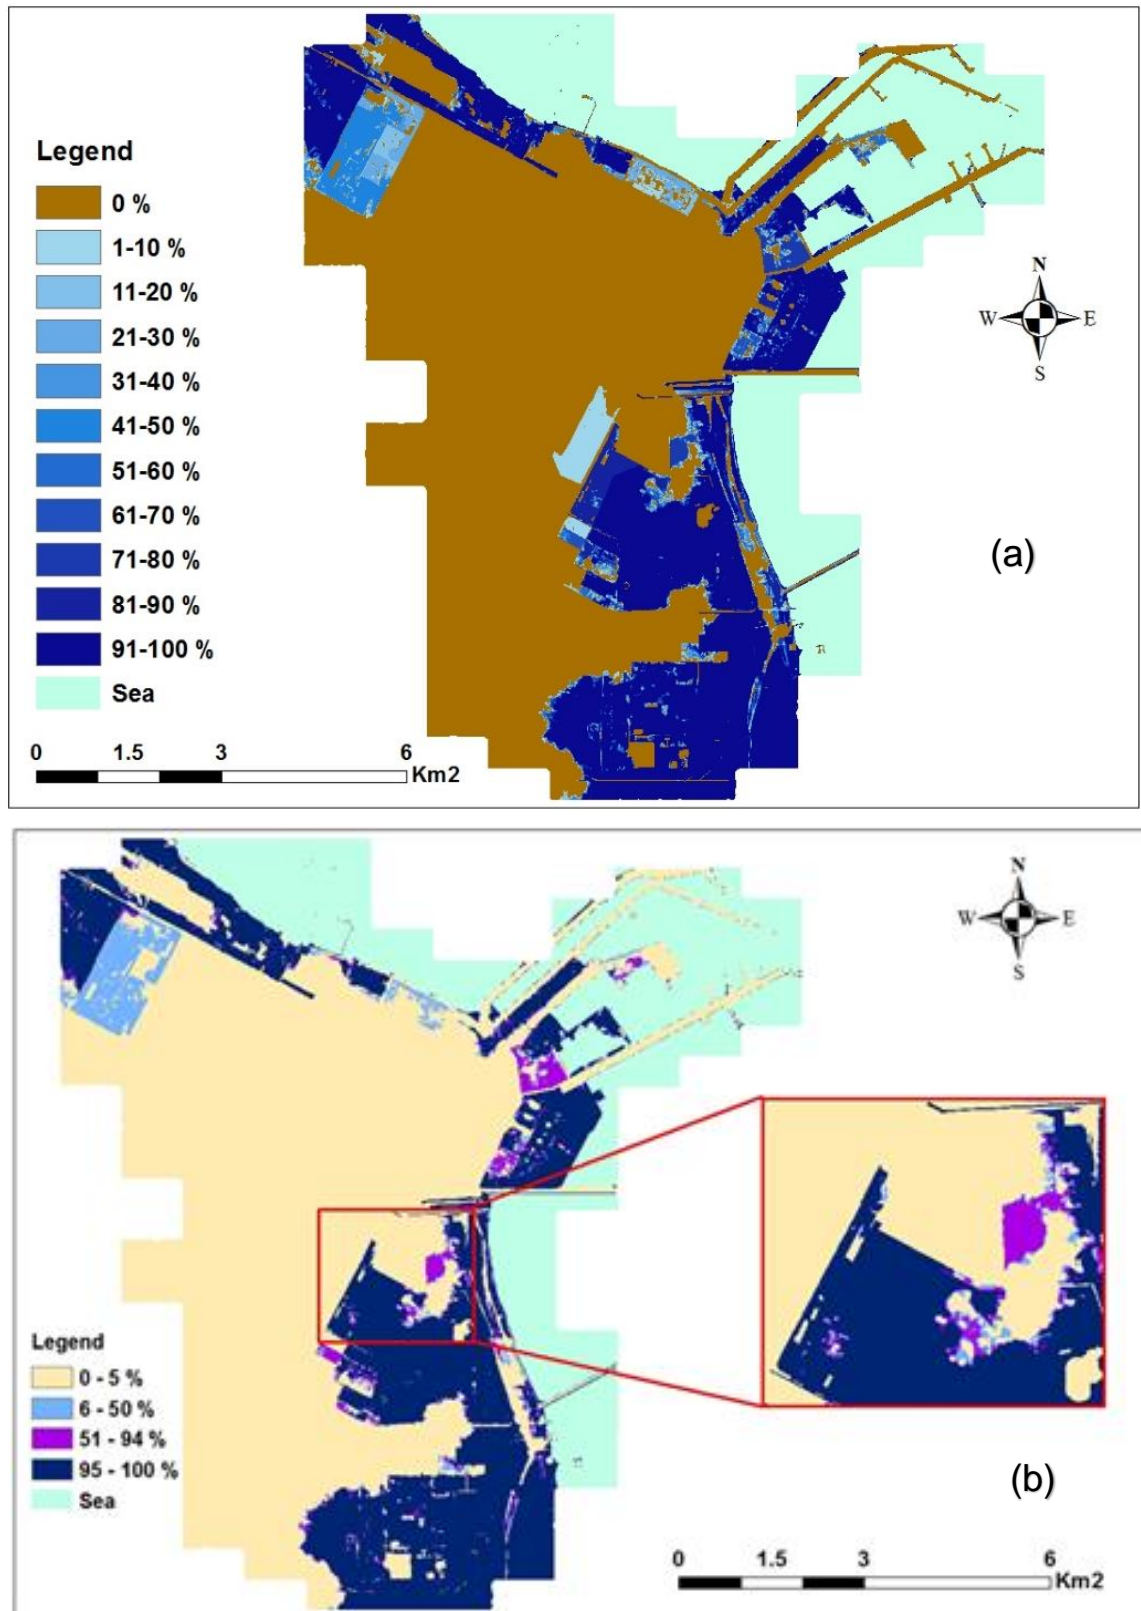 Legend
0 %
1-10 %
11-20 %
21-30 %
31-40 %
41-50 %
51-60 %
61-70 %
71-80 %
81-90 %
91-100 %
Sea
0 1.5 3 6
Km2
N
W E
S
(a)
N
W E
S
Legend
0 - 5 %
6 - 50 %
51 - 94 %
95 - 100 %
Sea
(b)
0 1.5 3 6
Km2